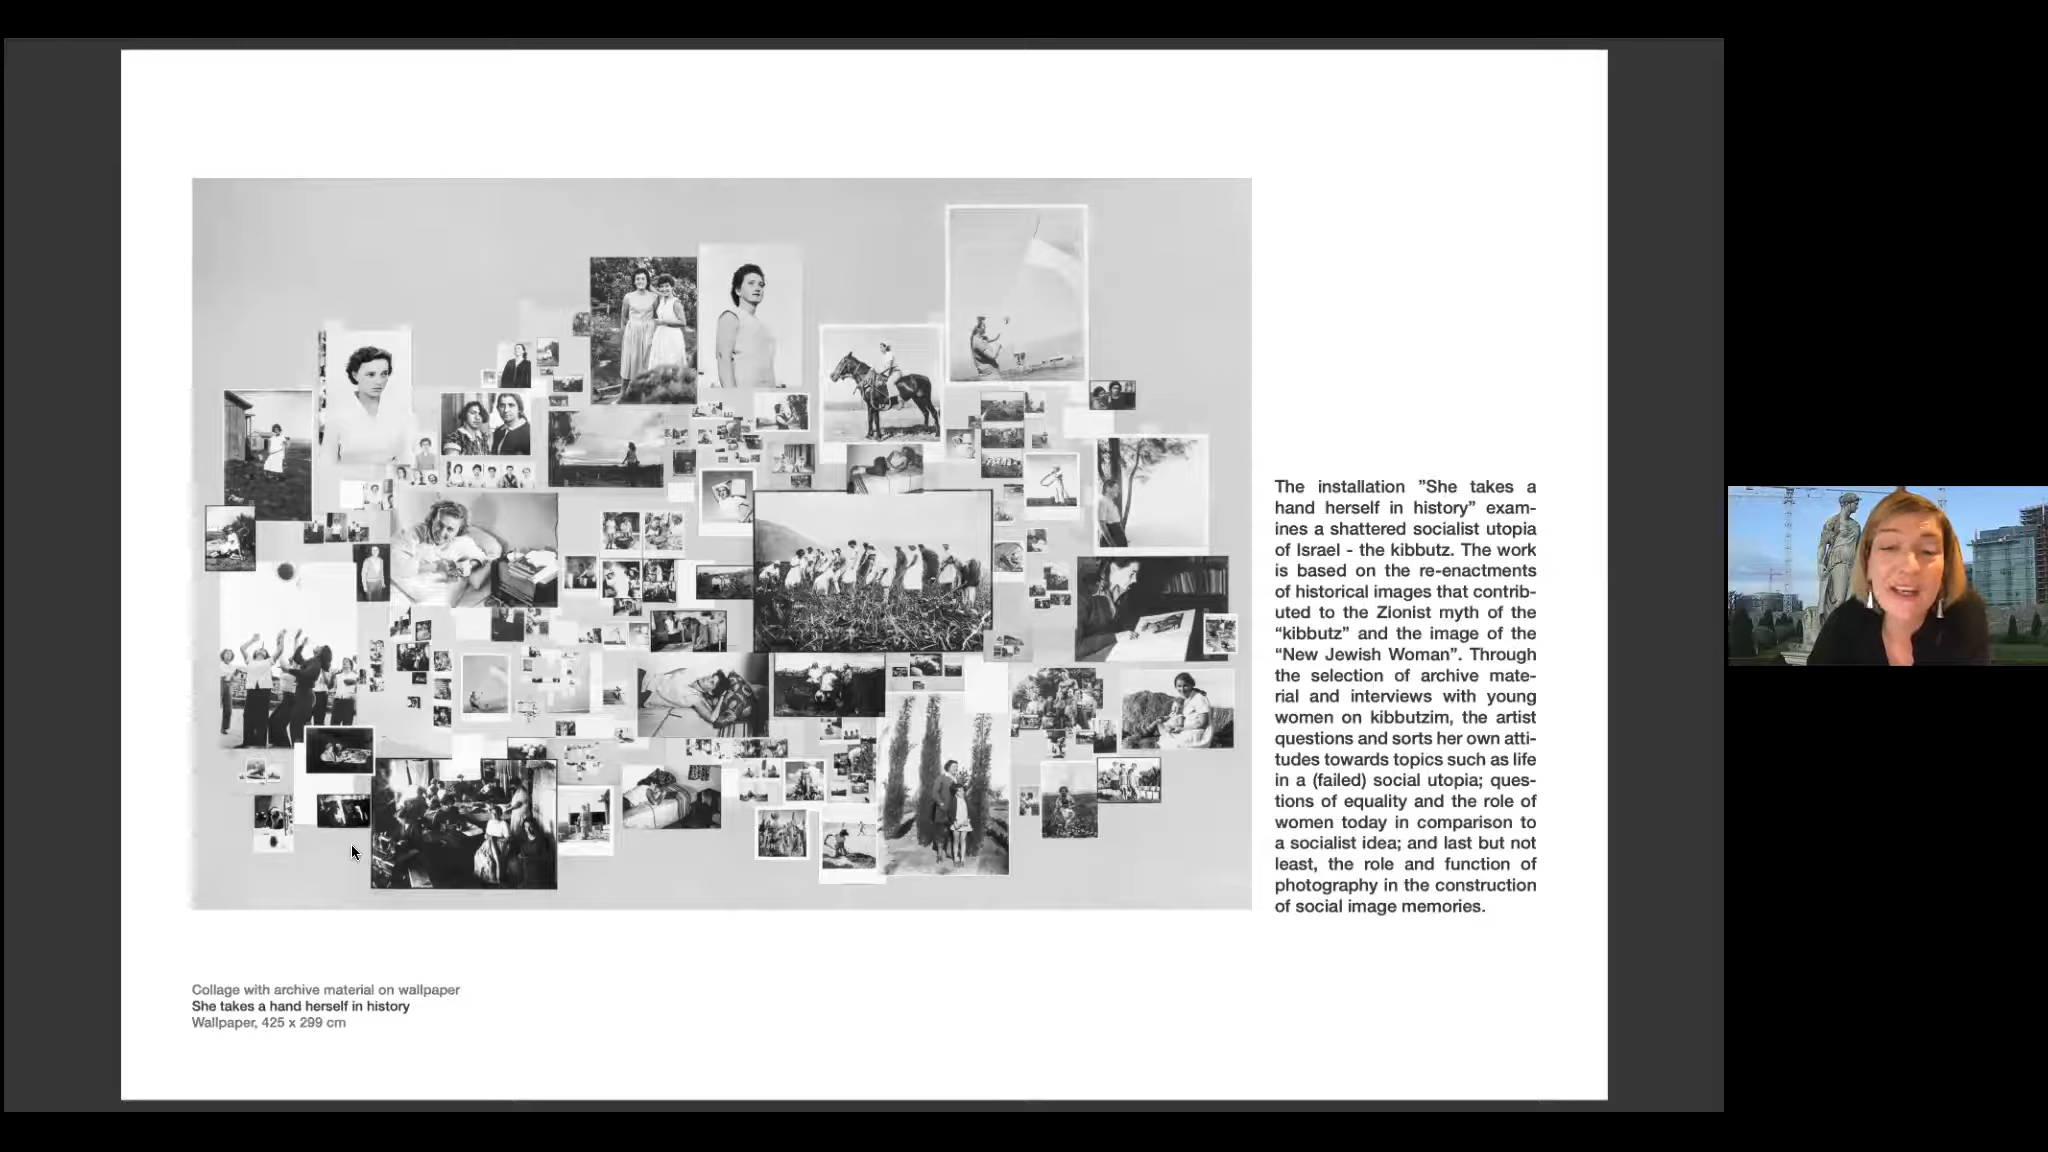 The installation ”She takes a
hand herself in history” exam-
ines a shattered socialist utopia
of Israel - the kibbutz. The work
is based on the re-enactments
of historical images that contrib-
uted to the Zionist myth of the
“kibbutz” and the image of the
“New Jewish Woman”. Through
the selection of archive mate-
rial and interviews with young
women on kibbutzim, the artist
questions and sorts her own atti-
tudes towards topics such as life
in a (failed) social utopia; ques-
tions of equality and the role of
women today in comparison to
a socialist idea; and last but not
least, the role and function of
photography in the construction
of social image memories.
Collage with archive material on wallpaper
She takes a hand herself in history
Wallpaper, 425 x 299 cm